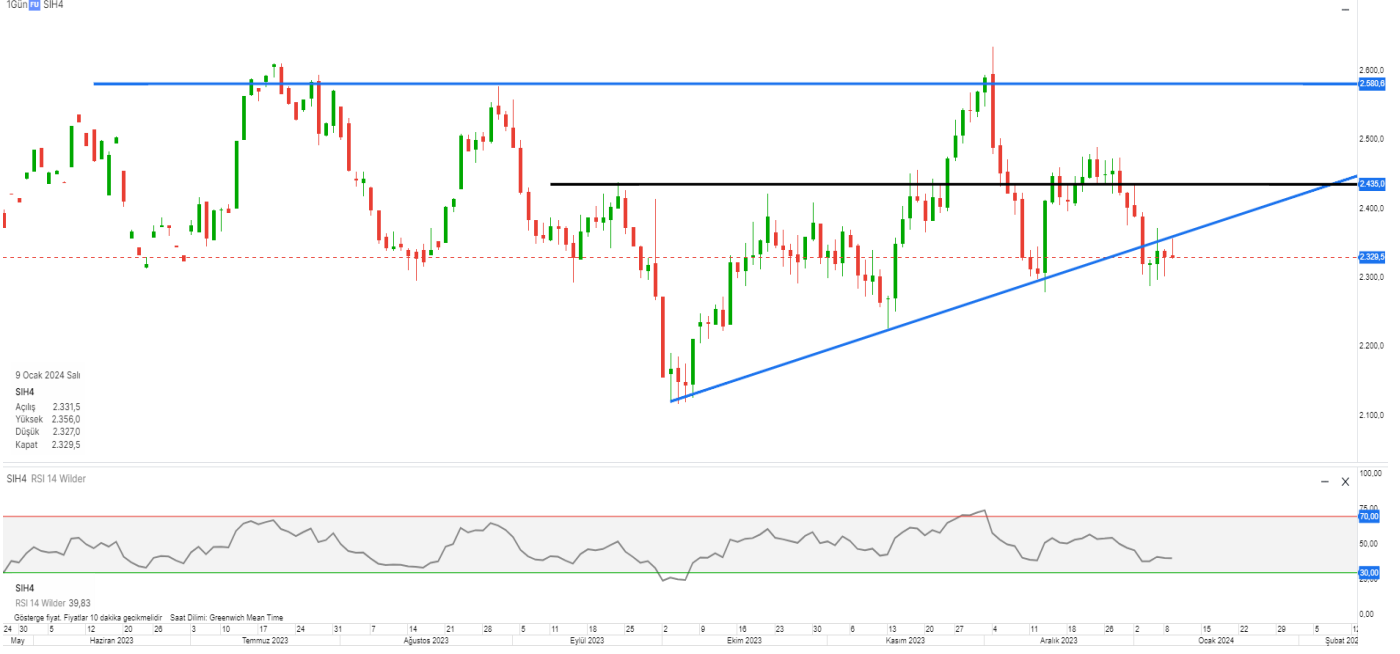 1Gün FU SIH4
2.600,0
2.580,6
2.500,0
2.435,0
2.400,0
2.329,5
2.300,0
2.200,0
2.100,0
9 Ocak 2024 Salı
SIH4
Açılış 2.331,5
Yüksek 2.356,0
Düşük 2.327,0
Kapat 2.329,5
SIH4 RSI 14 Wilder
100,00
75,00
70,00
50,00
30,00
25,00
0,00
SIH4
RSI 14 Wilder 39,83
Gösterge fiyat. Fiyatlar 10 dakika gecikmelidir Saat Dilimi: Greenwich Mean Time
24 30 5 12 20 26 3 10 17 24 31 7 14 21 28 5 11 18 25 2 9 16 23 30 6 13 20 27 4 11 18 26 2 8 15 22 29 5 12
May Haziran 2023 Temmuz 2023 Ağustos 2023 Eylül 2023 Ekim 2023 Kasım 2023 Aralık 2023 Ocak 2024 Şubat 202